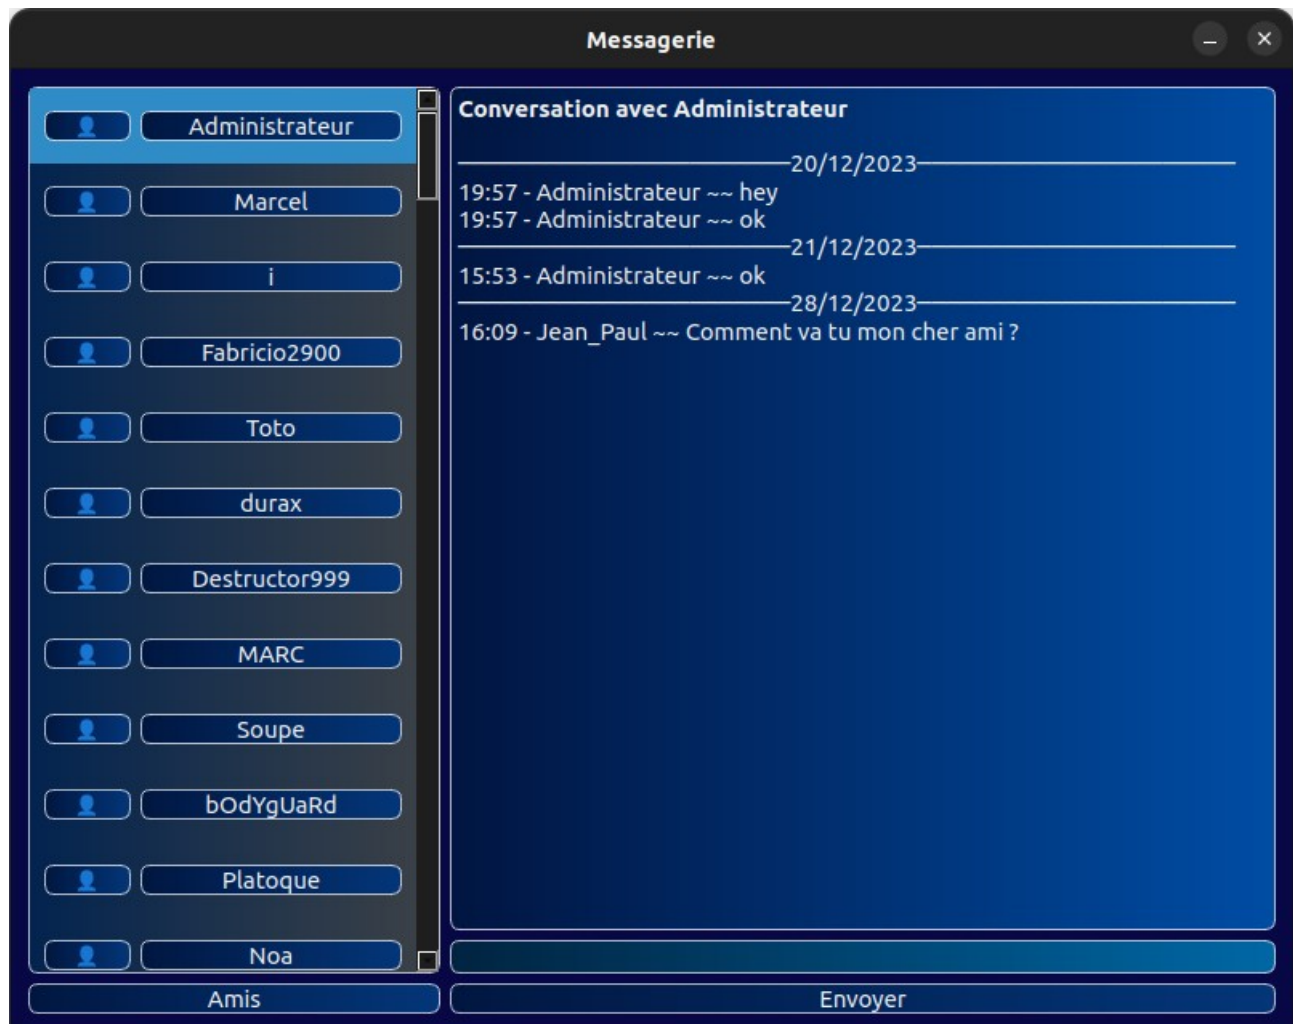 Messagerie
Administrateur
Marcel
i
Fabricio2900
Toto
durax
Destructor999
MARC
Soupe
bOdYgUaRd
Platoque
Noa
Amis
Conversation avec Administrateur
20/12/2023
19:57 - Administrateur ~~ hey
19:57 - Administrateur ~~ ok
21/12/2023
15:53 - Administrateur ~~ ok
28/12/2023
16:09 - Jean_Paul ~~ Comment va tu mon cher ami ?
Envoyer